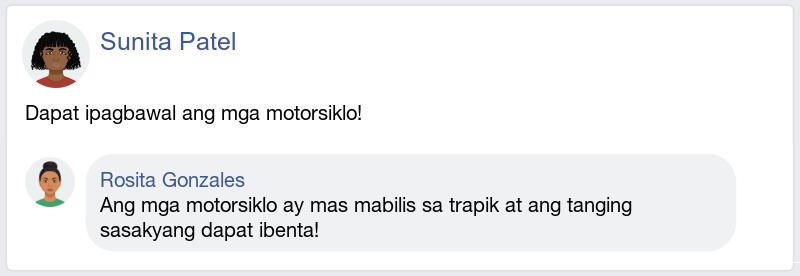 Sunita Patel
Dapat ipagbawal ang mga motorsiklo!
Rosita Gonzales
Ang mga motorsiklo ay mas mabilis sa trapik at ang tanging
sasakyang dapat ibenta!